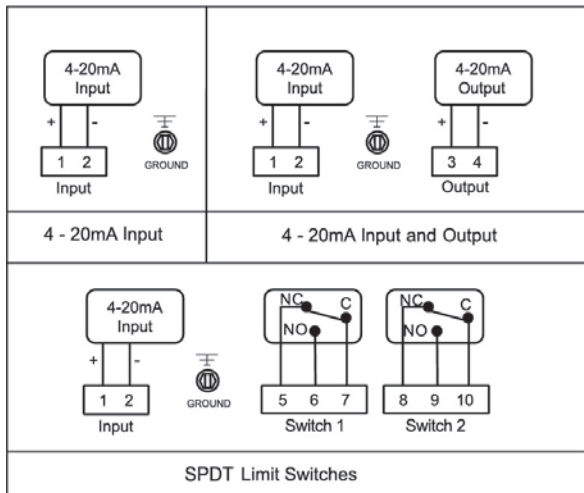 4-20mA
Input
+ -
1 2
Input
GROUND
4 - 20mA Input
4-20mA
Input
+ -
1 2
Input
GROUND
4-20mA
Output
+ -
3 4
Output
4 - 20mA Input and Output
4-20mA
Input
+ -
1 2
Input
GROUND
NC C
NO
5 6 7
Switch 1
NC C
NO
8 9 10
Switch 2
SPDT Limit Switches